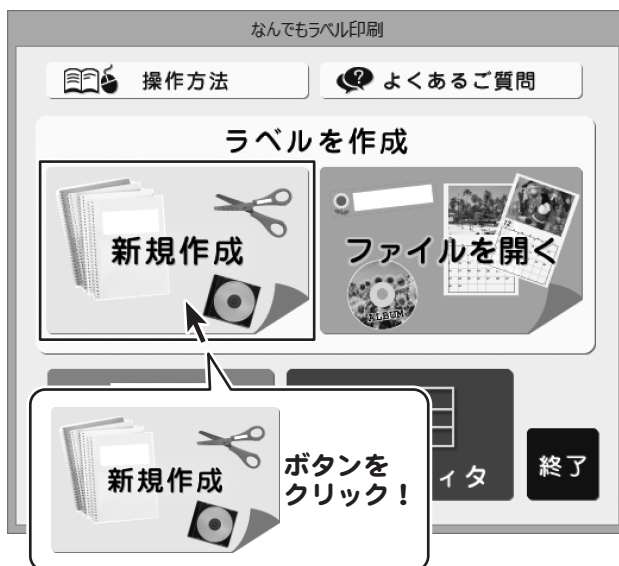 なんでもラベル印刷
操作方法
よくあるご質問
ラベルを作成
新規作成
ファイルを開く
ALBUM
新規作成
ボタンを
クリック！
ィタ
終了